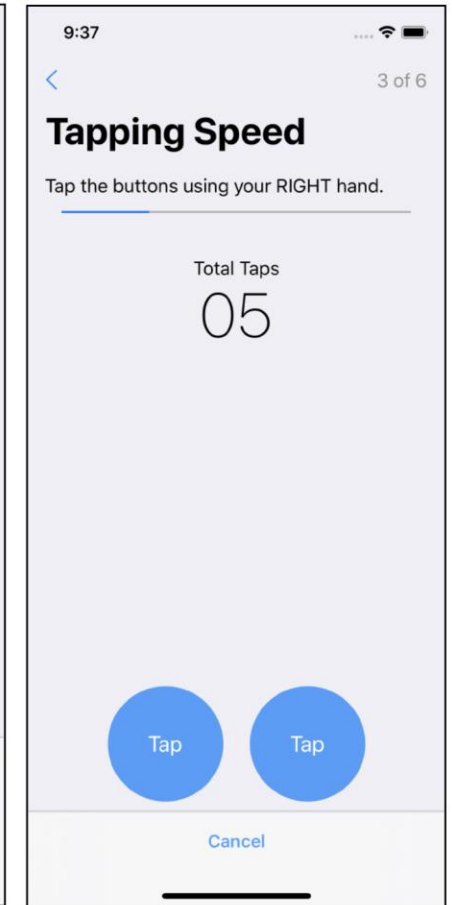 9:37
3 of 6
Tapping Speed
Tap the buttons using your RIGHT hand.
Total Taps
05
Tap Tap
Cancel